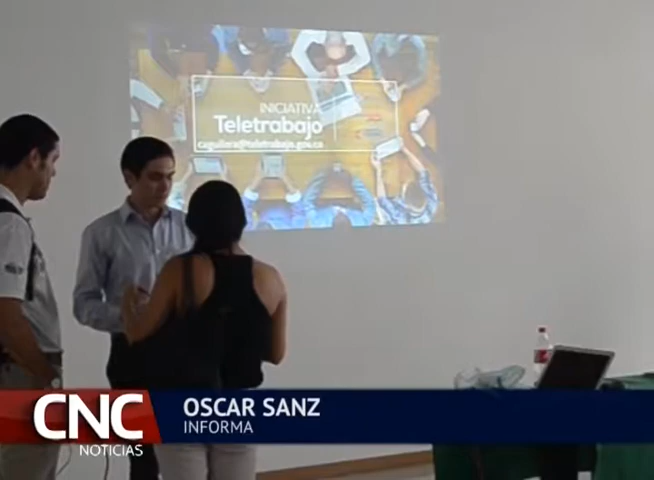 INICIATIVA
Teletrabajo
CNC
NOTICIAS
OSCAR SANZ
INFORMA